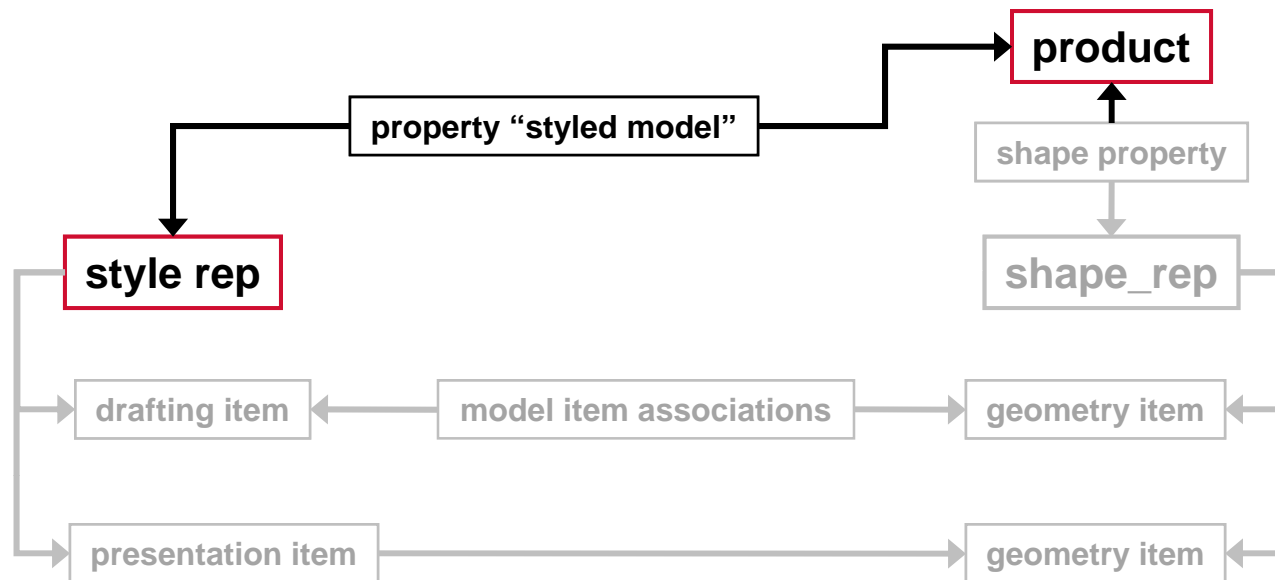 product
property “styled model”
shape property
style rep
shape_rep
drafting item
model item associations
geometry item
presentation item
geometry item